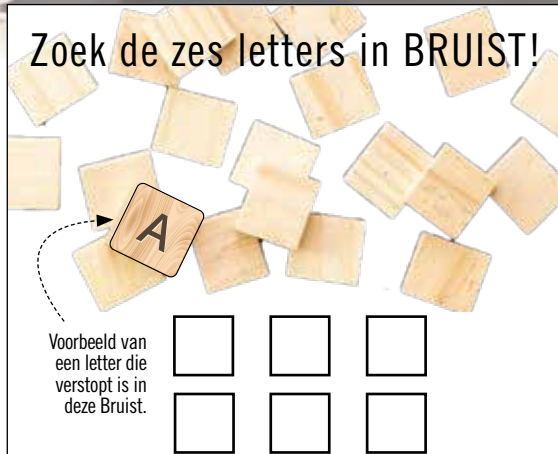 Zoek de zes letters in BRUIST!
A
Voorbeeld van
een letter die
verstopt is in
deze Bruist.